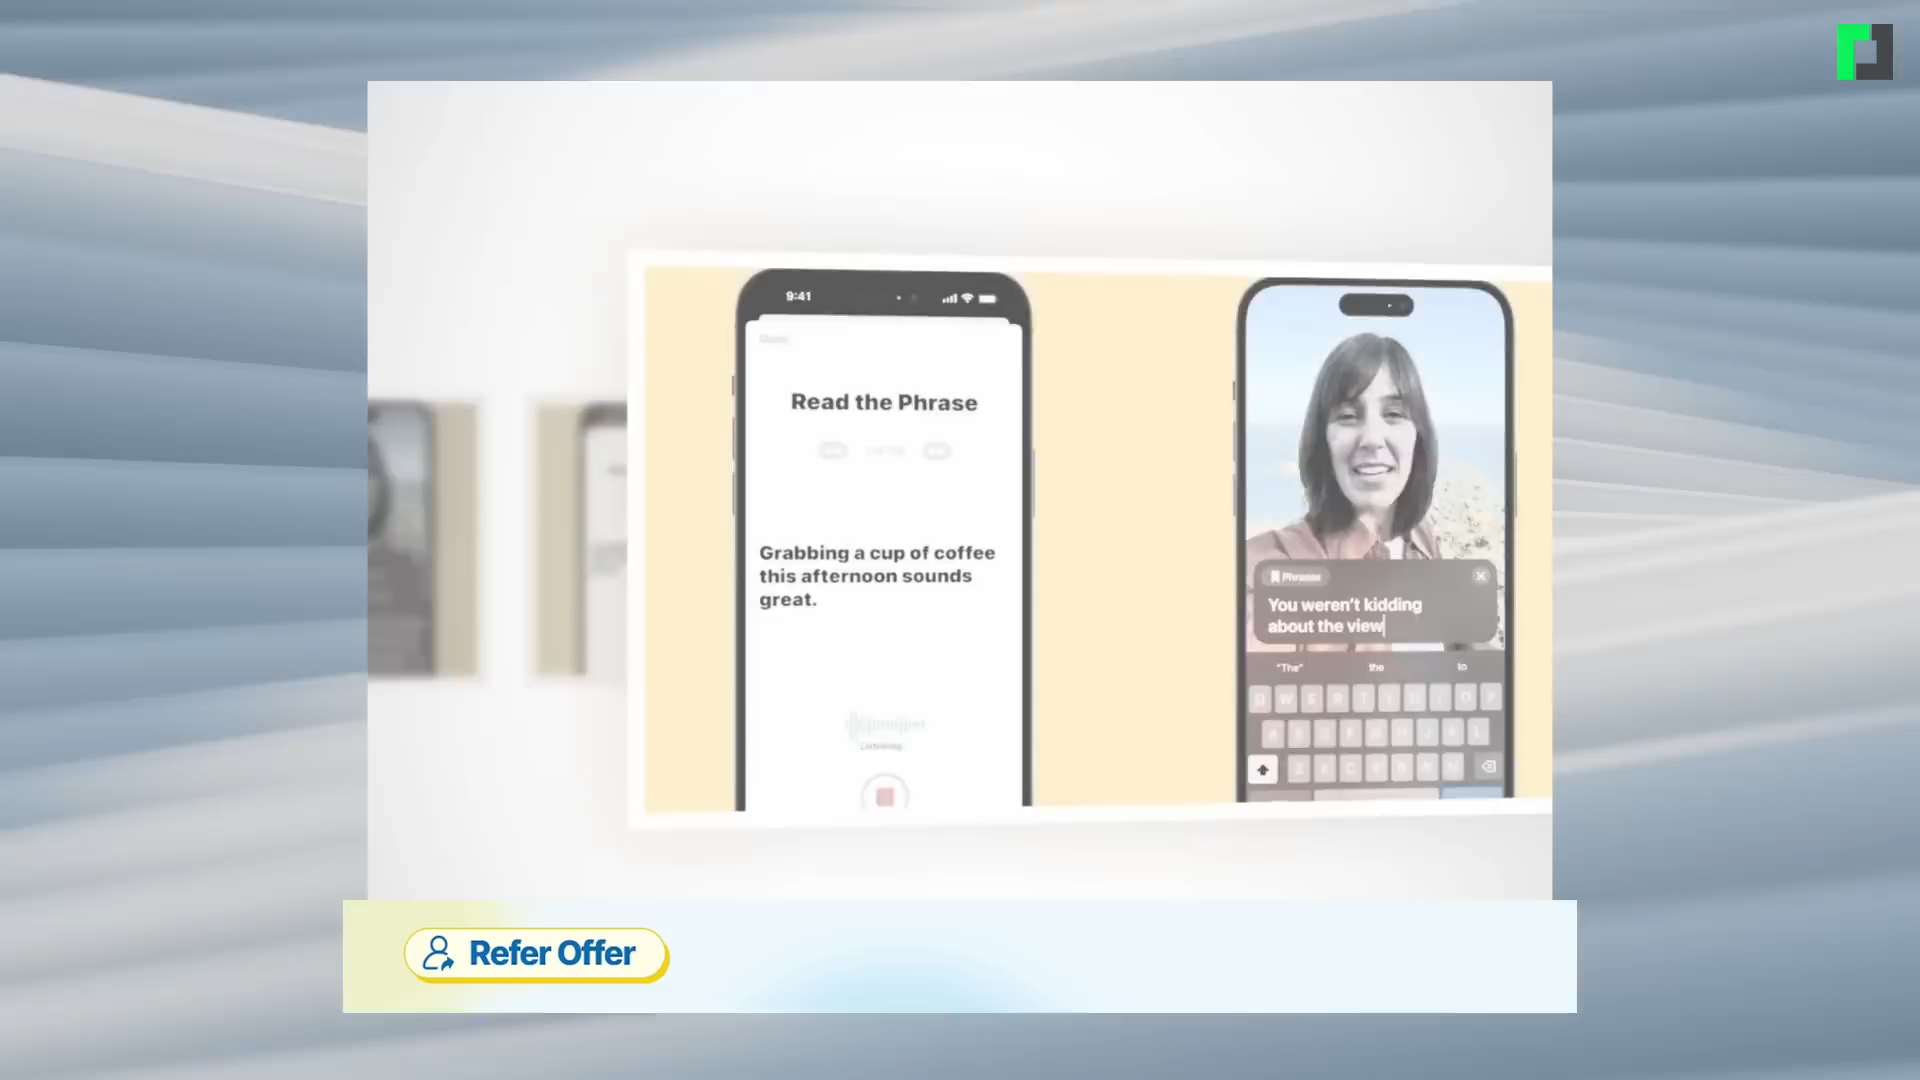 9:41
Read the Phrase
Grabbing a cup of coffee
this afternoon sounds
great.
Listening
Phrases
You weren't kidding
about the view
"The" the to
Refer Offer